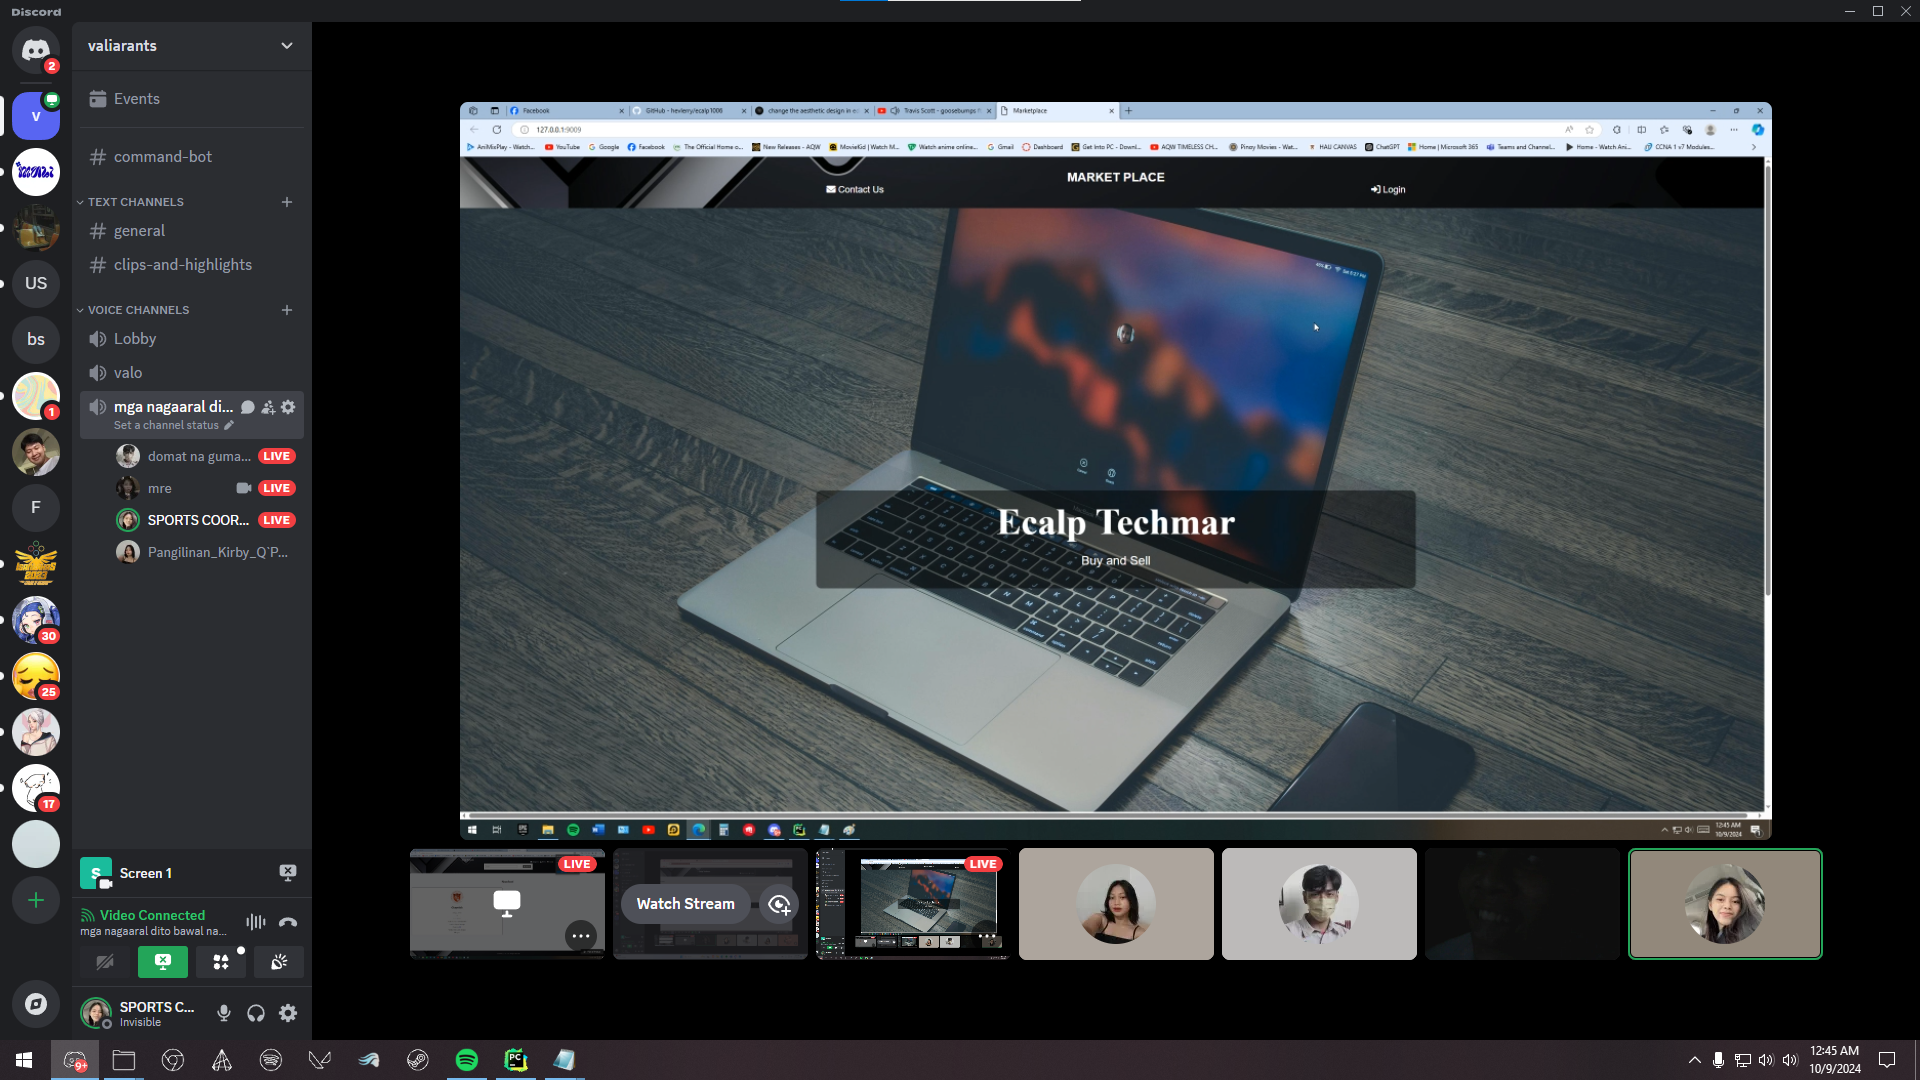 Discord
valiarants
2
Events
V
command-bot
TEXT CHANNELS
general
clips-and-highlights
US
VOICE CHANNELS
Lobby
bs
valo
mga nagaaral di...
1
Set a channel status
domat na guma... LIVE
mre LIVE
F
SPORTS COOR... LIVE
Pangilinan_Kirby_Q`P...
30
25
17
S
Screen 1
Video Connected
mga nagaaral dito bawal na...
SPORTS C...
Invisible
Facebook
GitHub - hevlerry/ecalp1006
change the aesthetic design in e
Travis Scott - goosebumps f
Marketplace
127.0.0.1:9009
AniMixPlay - Watch...
YouTube
Google
Facebook
The Official Home o...
New Releases - AQW
MovieKid | Watch M...
Watch anime online...
Gmail
Dashboard
Get Into PC - Downl...
AQW TIMELESS CH...
Pinoy Movies - Wat...
HAU CANVAS
ChatGPT
Home | Microsoft 365
Teams and Channel...
Home - Watch Ani...
CCNA 1 v7 Modules...
MARKET PLACE
Contact Us
Login
Ecalp Techmar
Buy and Sell
12:45 AM
10/9/2024
LIVE
Watch Stream
LIVE
9+
PC
12:45 AM
10/9/2024